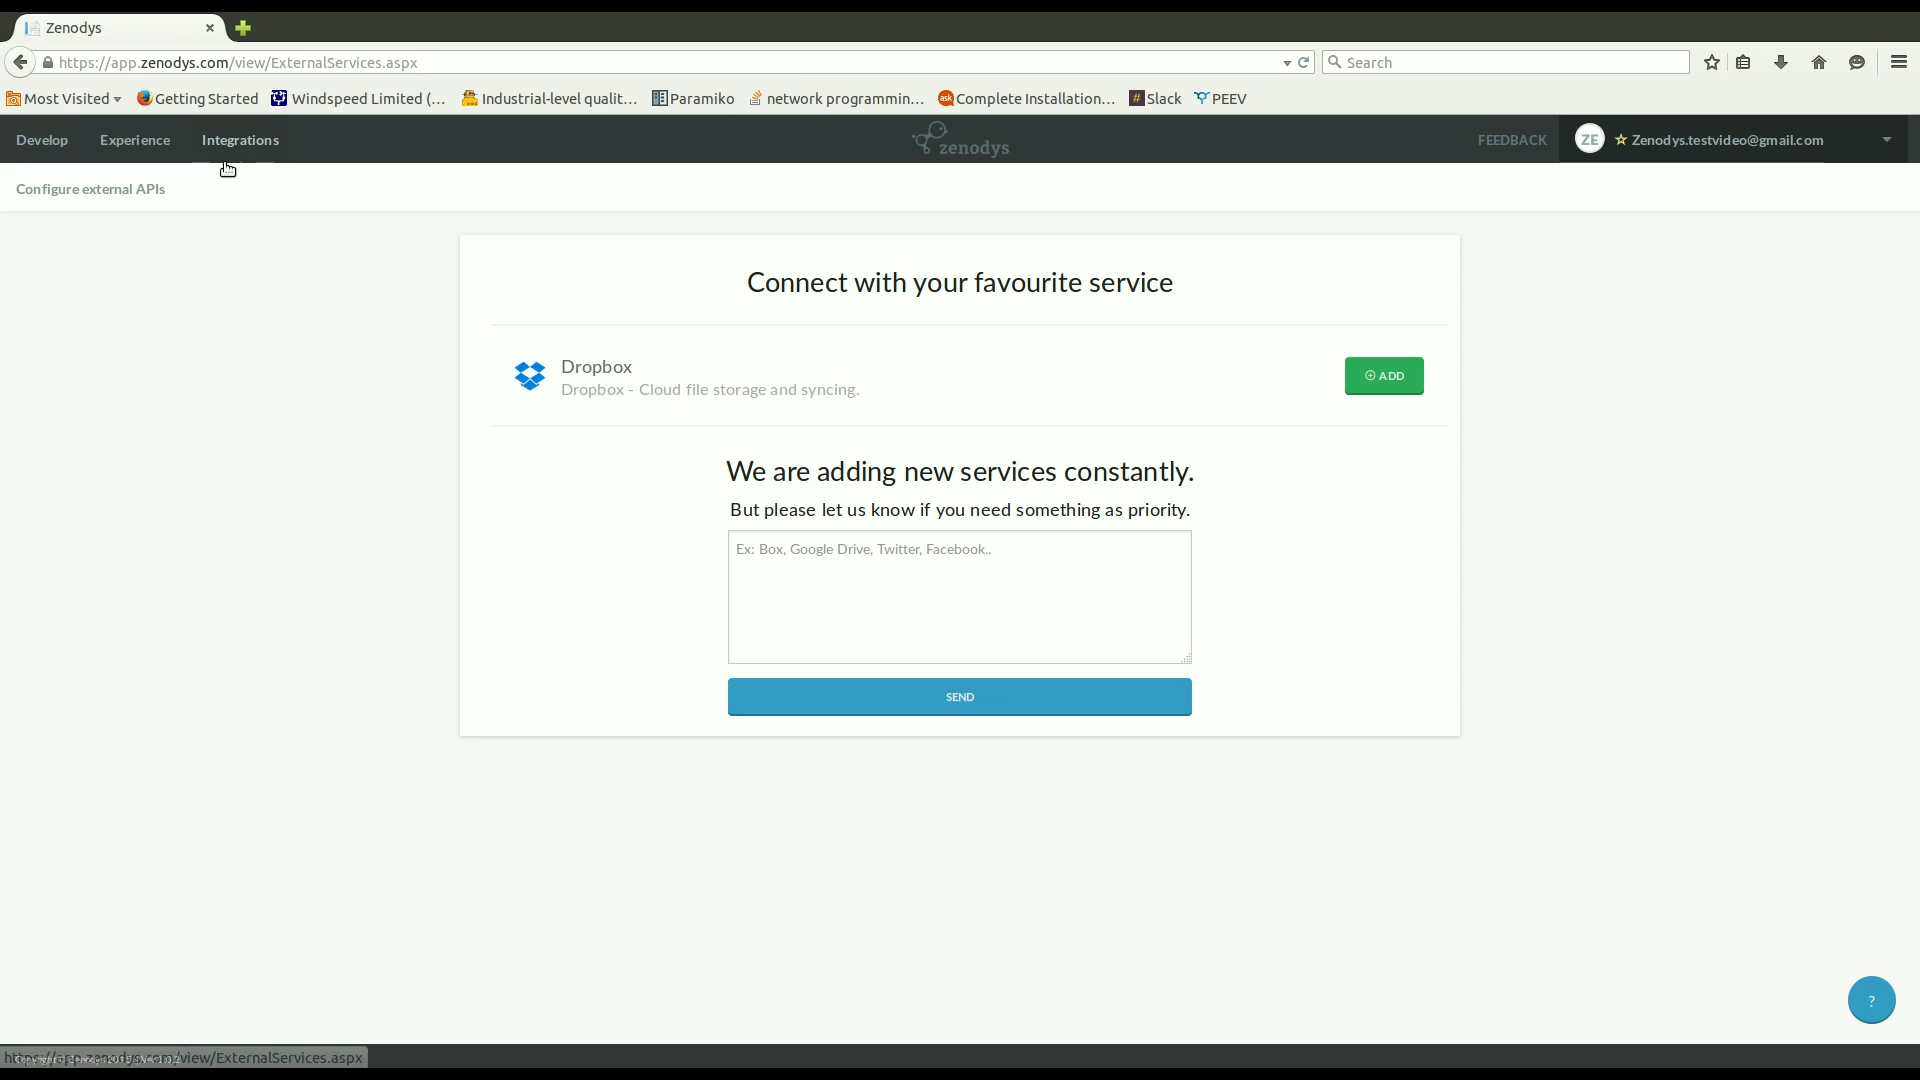 Zenodys
https://app.zenodys.com/view/ExternalServices.aspx
Search
Most Visited
Getting Started
Windspeed Limited (...
Industrial-level qualit...
Paramiko
network programmin...
Complete Installation...
Slack
PEEV
Develop
Experience
Integrations
zenodys
FEEDBACK
ZE
Zenodys.testvideo@gmail.com
Configure external APIs
Connect with your favourite service
Dropbox
Dropbox - Cloud file storage and syncing.
ADD
We are adding new services constantly.
But please let us know if you need something as priority.
Ex: Box, Google Drive, Twitter, Facebook..
SEND
?
https://app.zenodys.com/view/ExternalServices.aspx